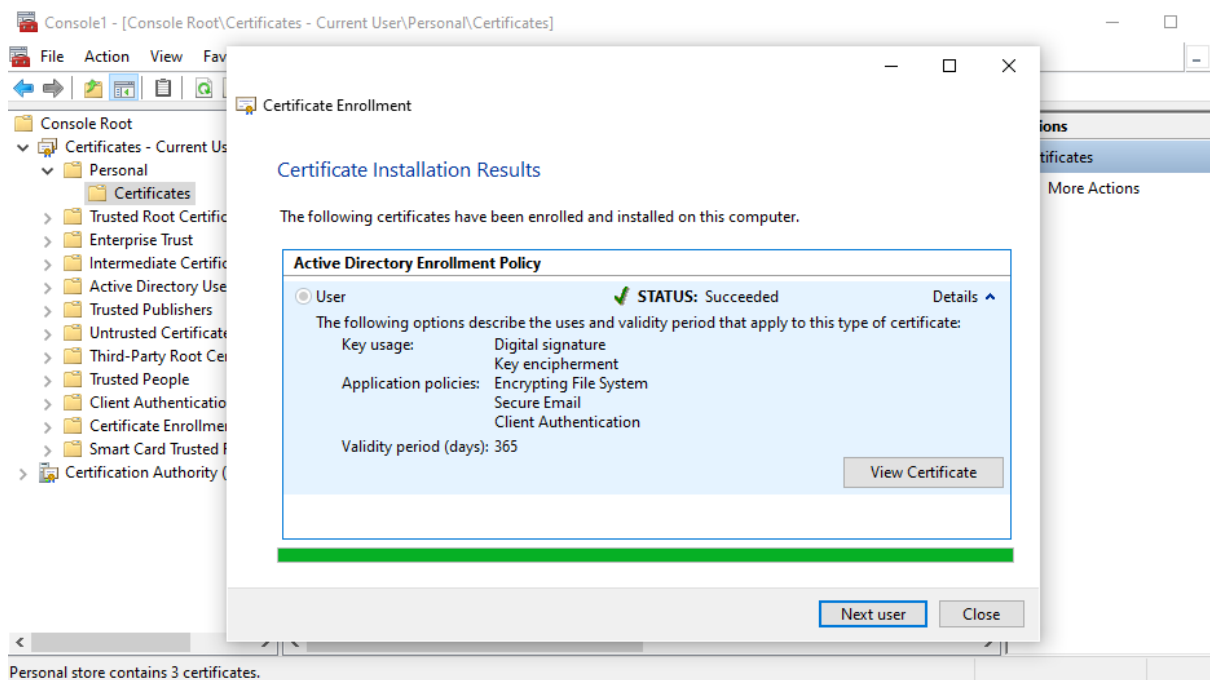 Console1 - [Console Root\Certificates - Current User\Personal\Certificates]
File Action View Fav
Certificate Enrollment
Console Root
Certificates - Current Us
Personal
Certificates
Trusted Root Certific
Enterprise Trust
Intermediate Certific
Active Directory Use
Trusted Publishers
Untrusted Certificate
Third-Party Root Cer
Trusted People
Client Authenticatio
Certificate Enrollmer
Smart Card Trusted R
Certification Authority (
Certificate Installation Results
The following certificates have been enrolled and installed on this computer.
Active Directory Enrollment Policy
User STATUS: Succeeded Details
The following options describe the uses and validity period that apply to this type of certificate:
Key usage: Digital signature
Key encipherment
Application policies: Encrypting File System
Secure Email
Client Authentication
Validity period (days): 365
View Certificate
Next user Close
ions
tificates
More Actions
Personal store contains 3 certificates.